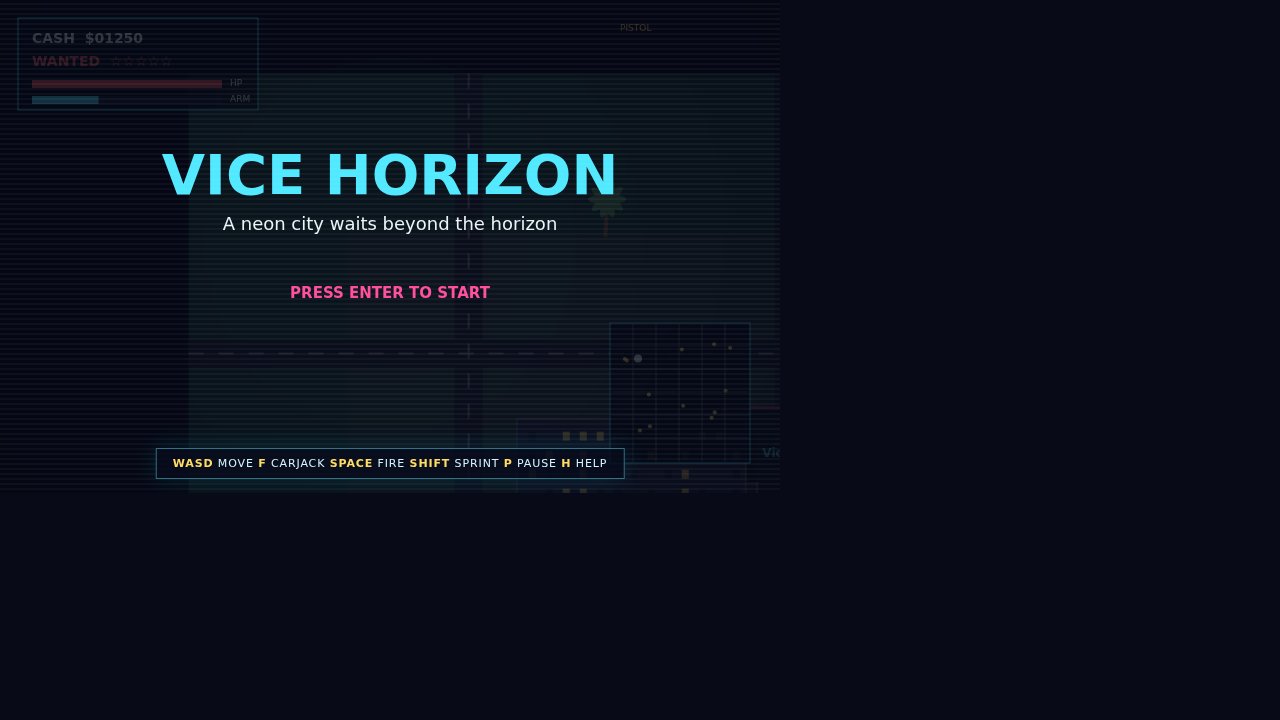 CASH $01250
PISTOL
WANTED ☆☆☆☆☆
HP
ARM
VICE HORIZON
A neon city waits beyond the horizon
PRESS ENTER TO START
Vic
WASD MOVE F CARJACK SPACE FIRE SHIFT SPRINT P PAUSE H HELP